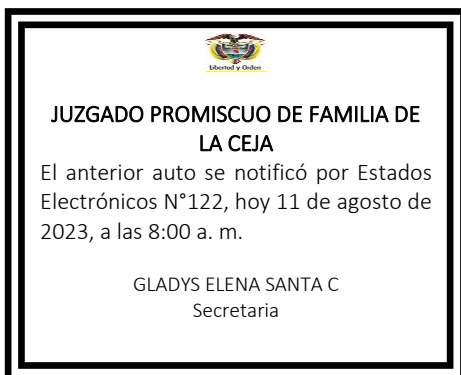 Libertad y Orden
JUZGADO PROMISCUO DE FAMILIA DE
LA CEJA
El anterior auto se notificó por Estados
Electrónicos N°122, hoy 11 de agosto de
2023, a las 8:00 a. m.
GLADYS ELENA SANTA C
Secretaria